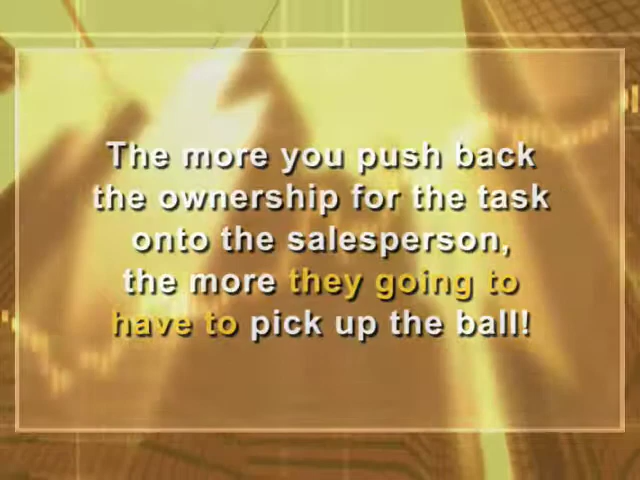 The more you push back
the ownership for the task
onto the salesperson,
the more they going to
have to pick up the ball!